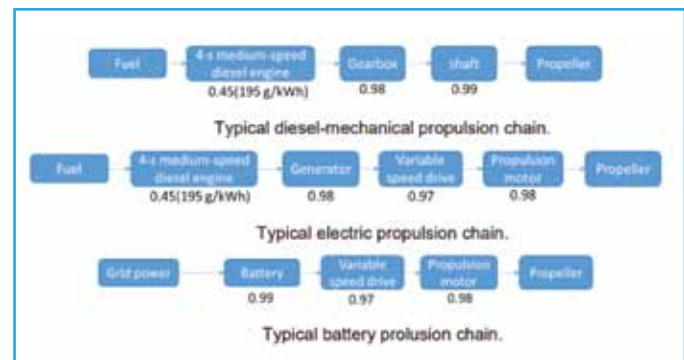 Fuel
4-s medium-speed
diesel engine
Gearbox
shaft
Propeller
0.45(195 g/kWh)
0.98
0.99
Typical diesel-mechanical propulsion chain.
Fuel
4-s medium-speed
diesel engine
Generator
Variable
speed drive
Propulsion
motor
Propeller
0.45(195 g/kWh)
0.98
0.97
0.98
Typical electric propulsion chain.
Grid power
Battery
Variable
speed drive
Propulsion
motor
Propeller
0.99
0.97
0.98
Typical battery prolusion chain.